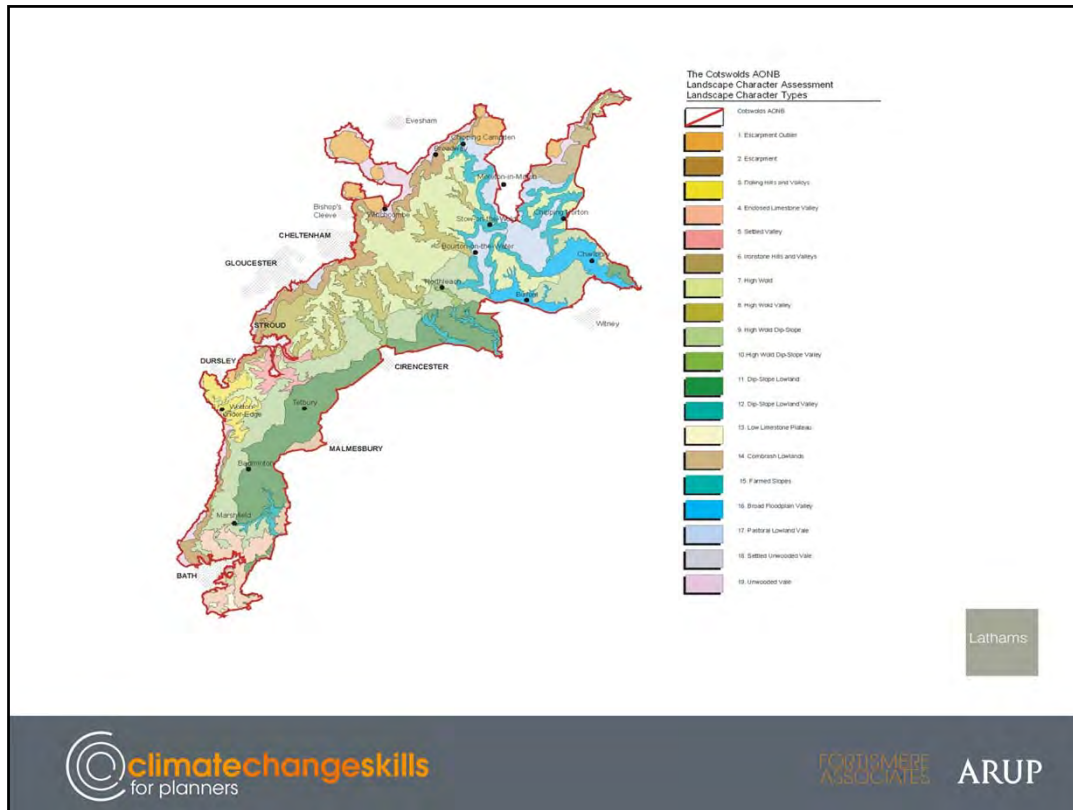 The Cotswolds AONB
Landscape Character Assessment
Landscape Character Types
Cotswolds AONB
1. Escarpment Outlier
2. Escarpment
3. Rolling Hills and Valleys
4. Enclosed Limestone Valley
5. Settled Valley
6. Ironstone Hills and Valleys
7. High Wold
8. High Wold Valley
9. High Wold Dip-Slope
10. High Wold Dip-Slope Valley
11. Dip-Slope Lowland
12. Dip-Slope Lowland Valley
13. Low Limestone Plateau
14. Cornbrash Lowlands
15. Farmed Slopes
16. Broad Floodplain Valley
17. Pastoral Lowland Vale
18. Settled Unwooded Vale
19. Unwooded Vale
Evesham
Chipping Campden
Broadway
Moreton-in-Marsh
Bishop's
Cleeve
Winchcombe
Stow-on-the-Wold
Chipping Norton
CHELTENHAM
Bourton-on-the-Water
GLOUCESTER
Charlbury
Northleach
Burford
Witney
STROUD
DURSLEY
CIRENCESTER
Wotton-
under-Edge
Tetbury
MALMESBURY
Badminton
Marshfield
BATH
Lathams
climatechangeskills
for planners
FORTISMERE
ASSOCIATES
ARUP